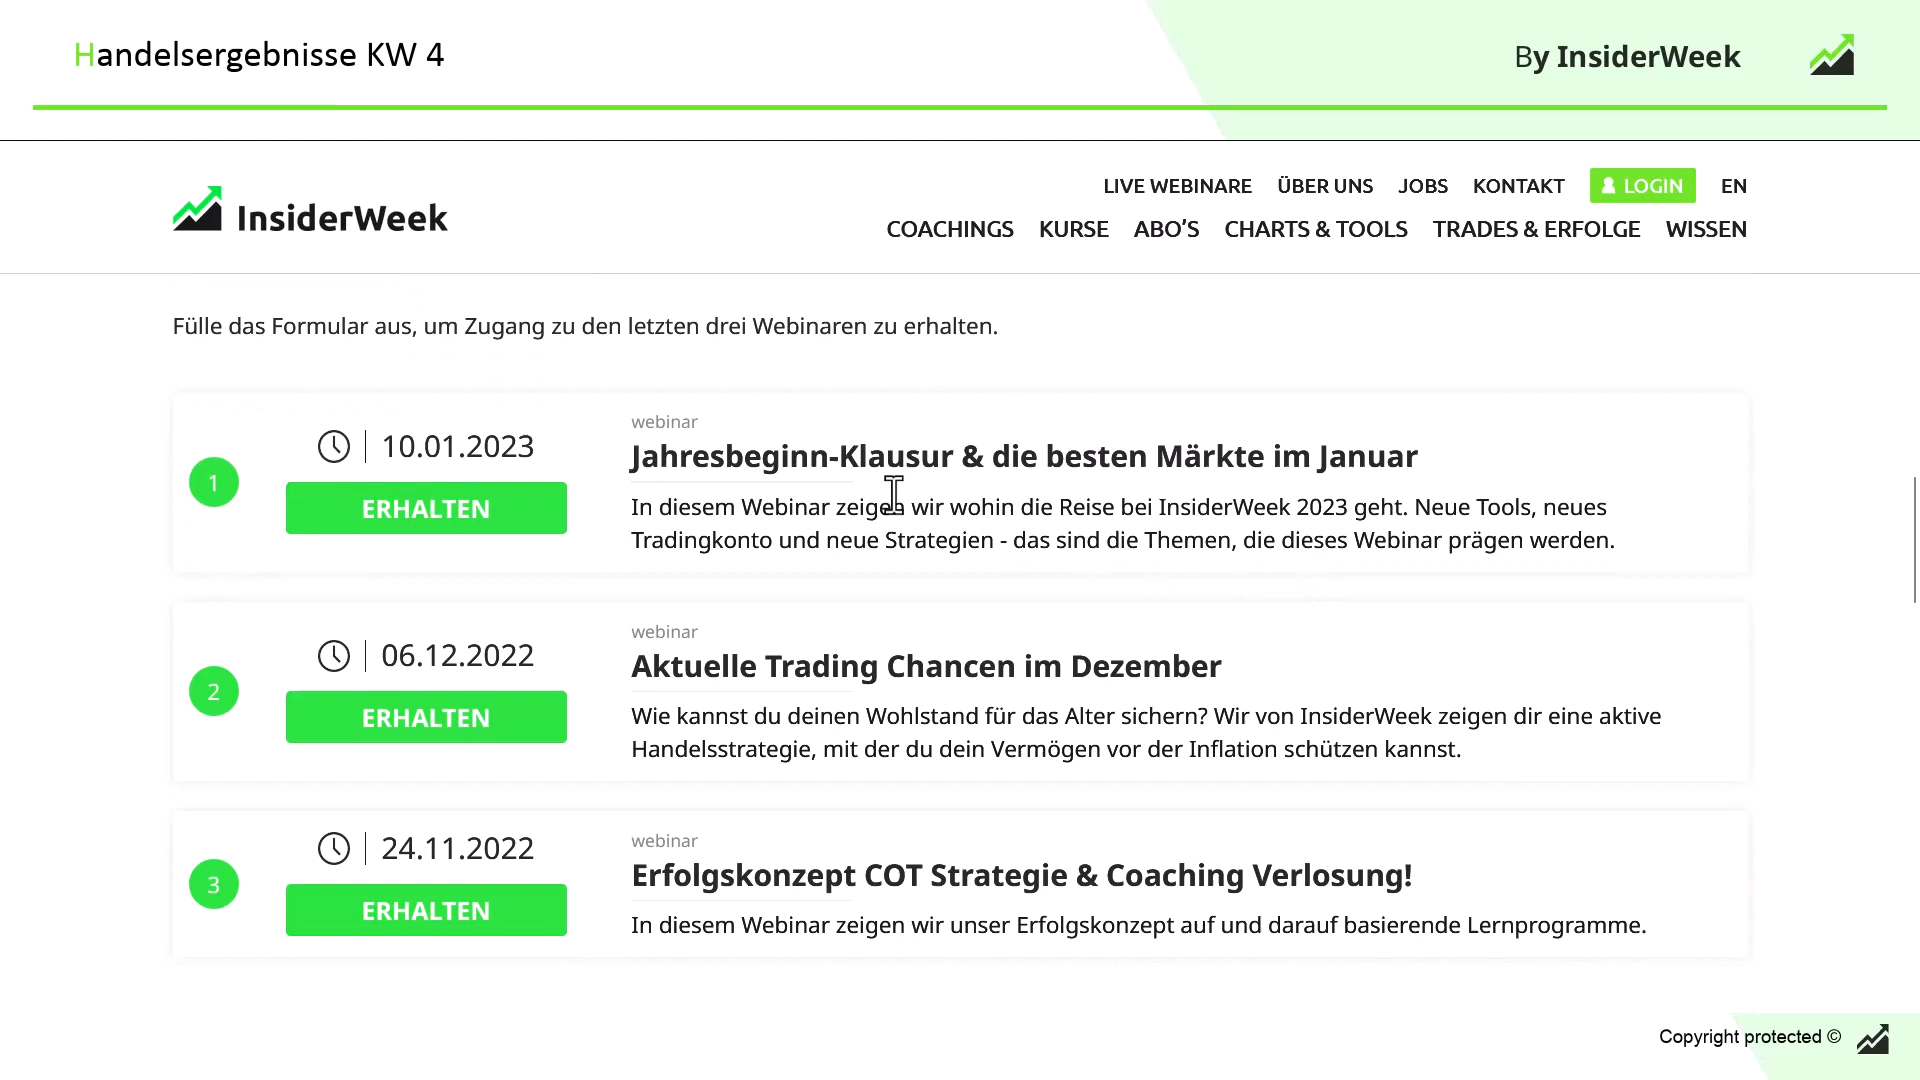 Handelsergebnisse KW 4
By InsiderWeek
InsiderWeek
LIVE WEBINARE ÜBER UNS JOBS KONTAKT LOGIN EN
COACHINGS KURSE ABO’S CHARTS & TOOLS TRADES & ERFOLGE WISSEN
Fülle das Formular aus, um Zugang zu den letzten drei Webinaren zu erhalten.
1
10.01.2023
ERHALTEN
webinar
Jahresbeginn-Klausur & die besten Märkte im Januar
In diesem Webinar zeigen wir wohin die Reise bei InsiderWeek 2023 geht. Neue Tools, neues
Tradingkonto und neue Strategien - das sind die Themen, die dieses Webinar prägen werden.
2
06.12.2022
ERHALTEN
webinar
Aktuelle Trading Chancen im Dezember
Wie kannst du deinen Wohlstand für das Alter sichern? Wir von InsiderWeek zeigen dir eine aktive
Handelsstrategie, mit der du dein Vermögen vor der Inflation schützen kannst.
3
24.11.2022
ERHALTEN
webinar
Erfolgskonzept COT Strategie & Coaching Verlosung!
In diesem Webinar zeigen wir unser Erfolgskonzept auf und darauf basierende Lernprogramme.
Copyright protected ©